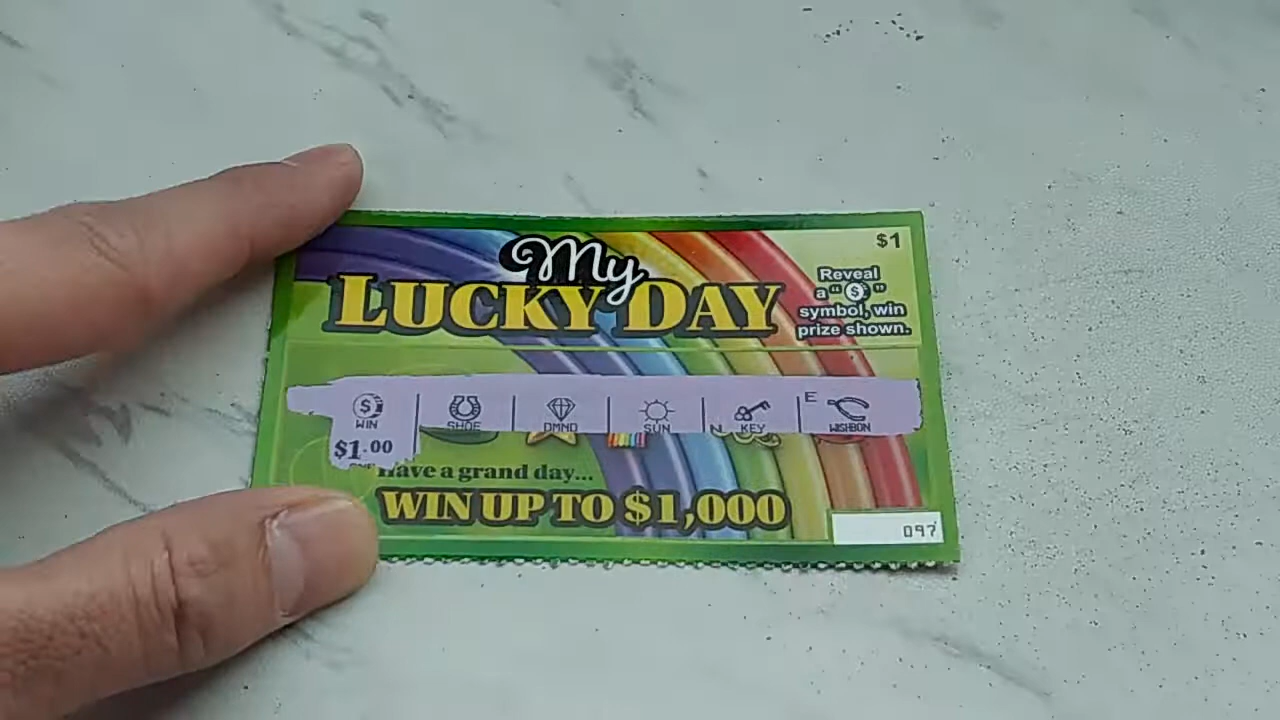 My
LUCKY DAY
$1
Reveal
a "$"
symbol, win
prize shown.
WIN
SHOE
DMND
SUN
N KEY
E WISHBON
$1.00
Have a grand day...
WIN UP TO $1,000
097